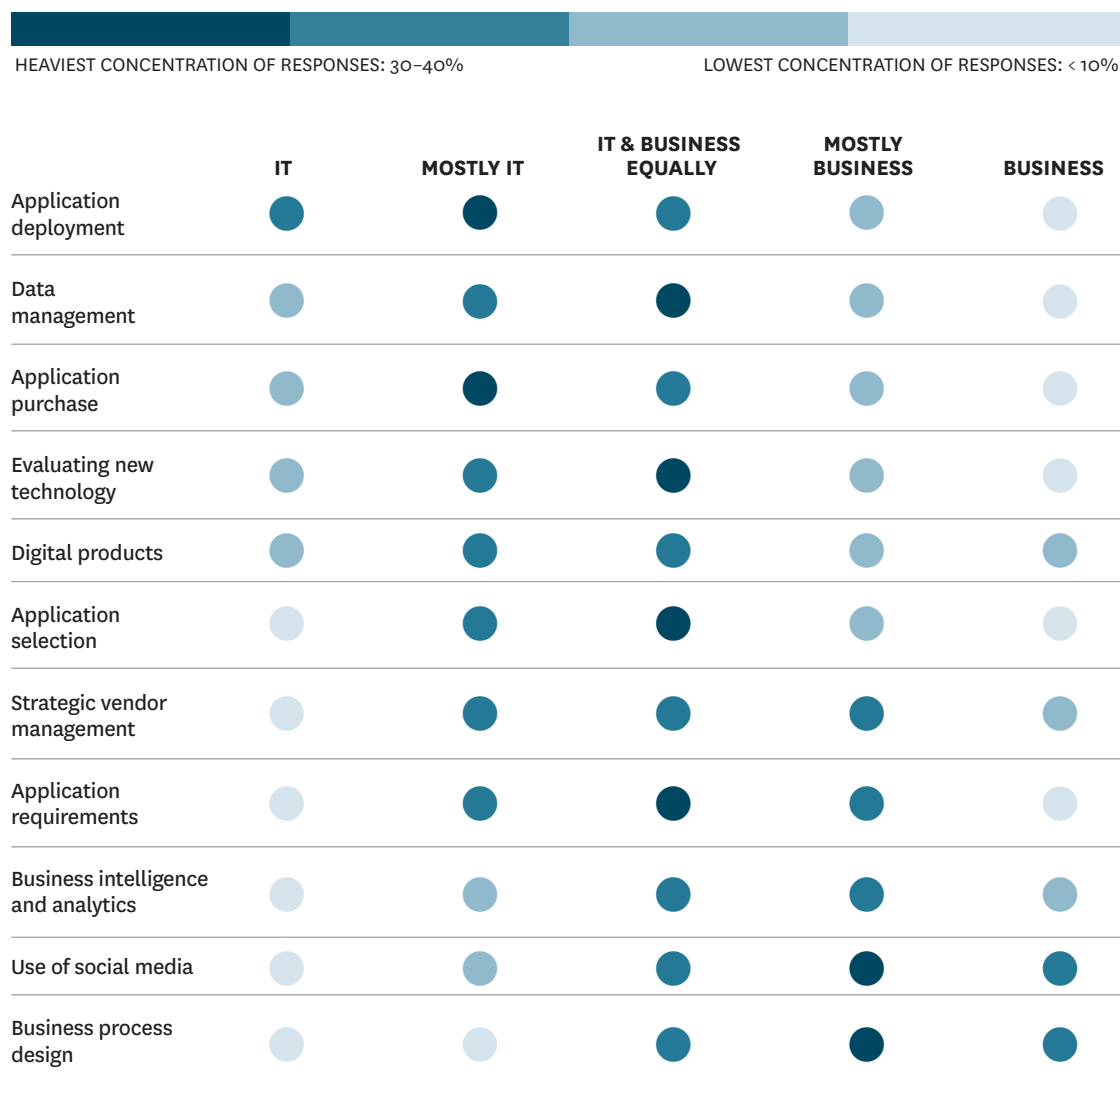 HEAVIEST CONCENTRATION OF RESPONSES: 30–40%
LOWEST CONCENTRATION OF RESPONSES: < 10%
IT
MOSTLY IT
IT & BUSINESS
EQUALLY
MOSTLY
BUSINESS
BUSINESS
Application
deployment
Data
management
Application
purchase
Evaluating new
technology
Digital products
Application
selection
Strategic vendor
management
Application
requirements
Business intelligence
and analytics
Use of social media
Business process
design